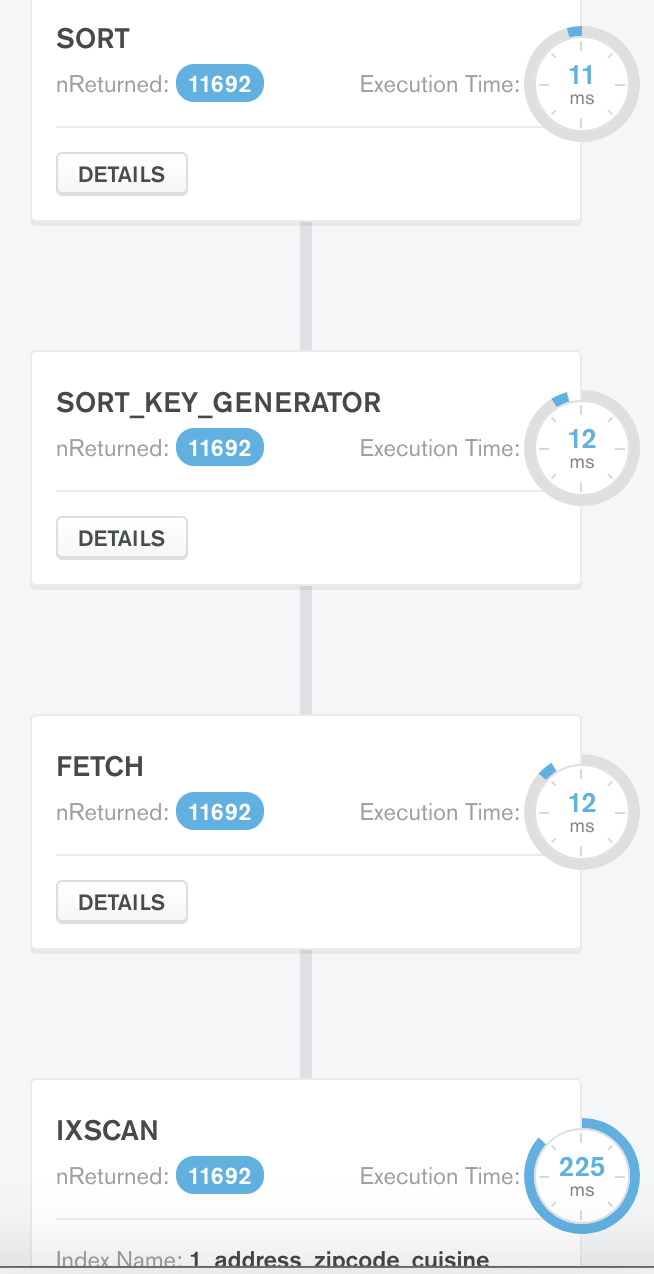 SORT
nReturned: 11692 Execution Time: 11 ms
DETAILS
SORT_KEY_GENERATOR
nReturned: 11692 Execution Time: 12 ms
DETAILS
FETCH
nReturned: 11692 Execution Time: 12 ms
DETAILS
IXSCAN
nReturned: 11692 Execution Time: 225 ms
Index Name: 1_address_zipcode_cuisine